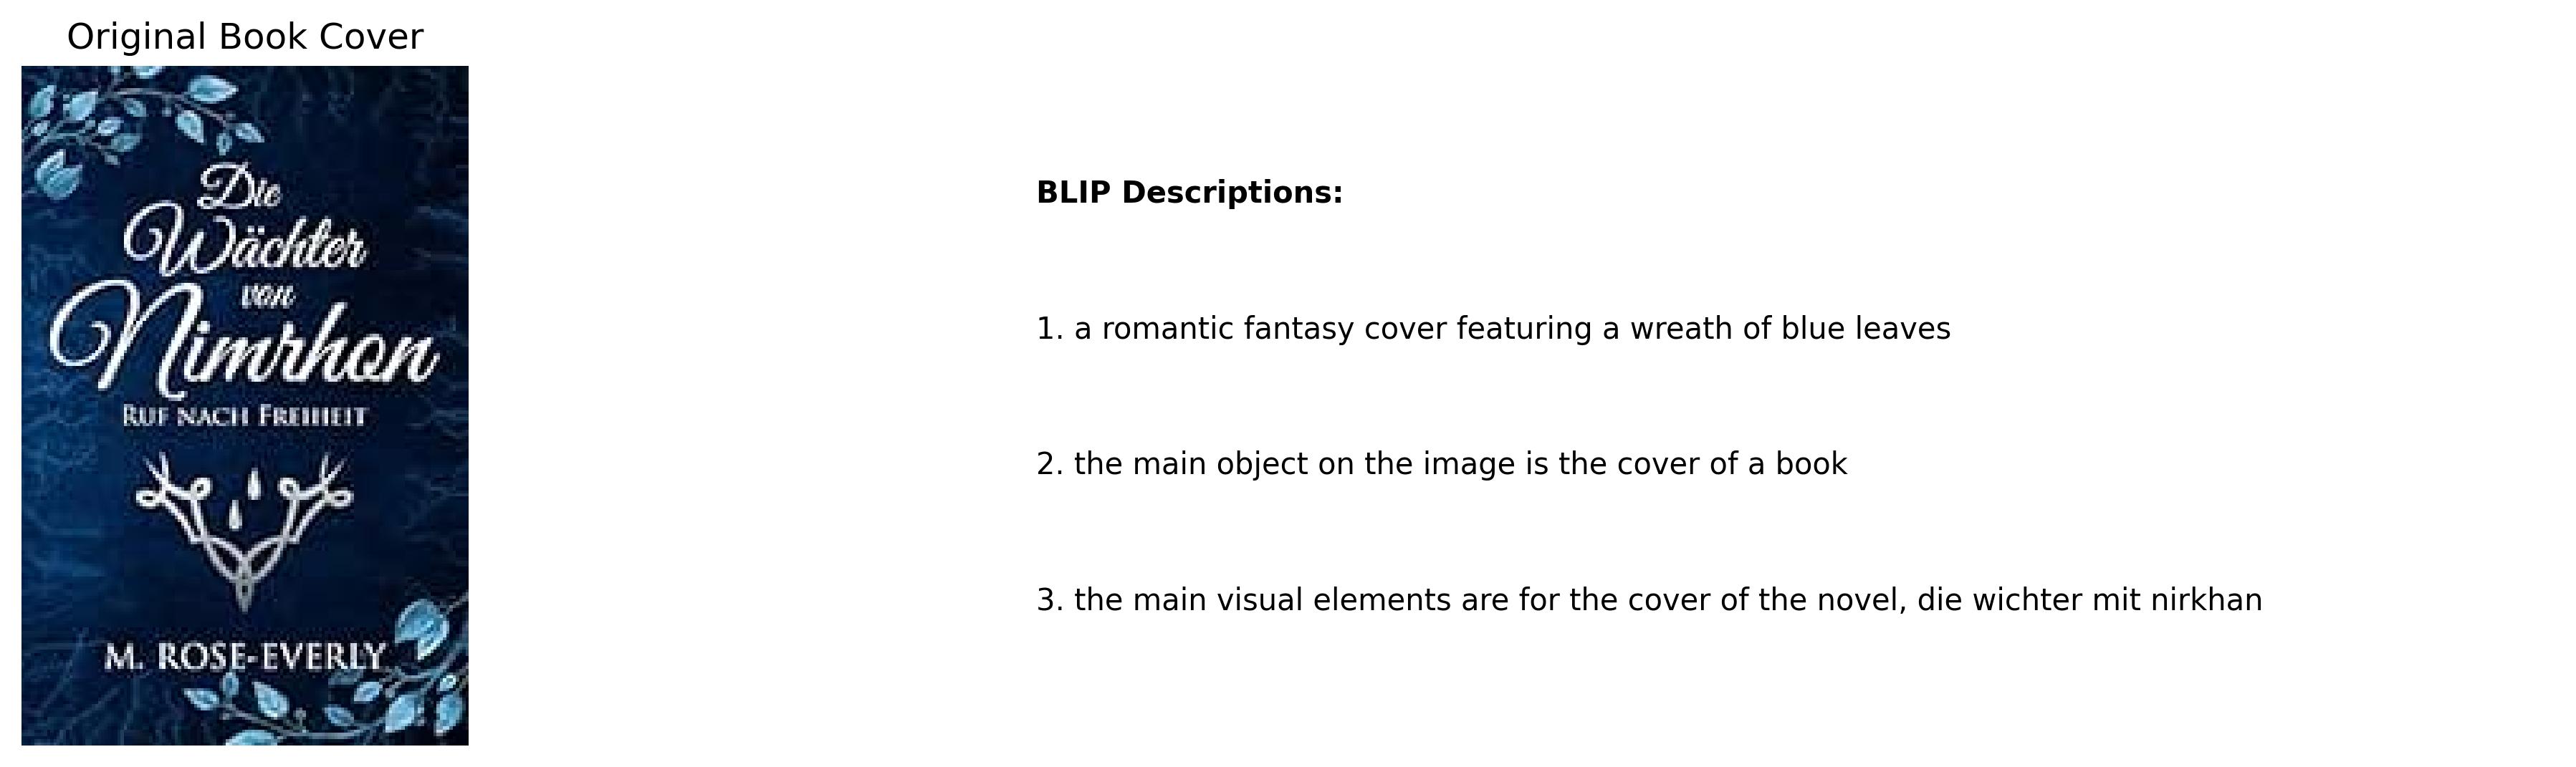 Original Book Cover
Die
Wächter
von
Nimrhon
RUF NACH FREIHEIT
M. ROSE-EVERLY
BLIP Descriptions:
1. a romantic fantasy cover featuring a wreath of blue leaves
2. the main object on the image is the cover of a book
3. the main visual elements are for the cover of the novel, die wichter mit nirkhan